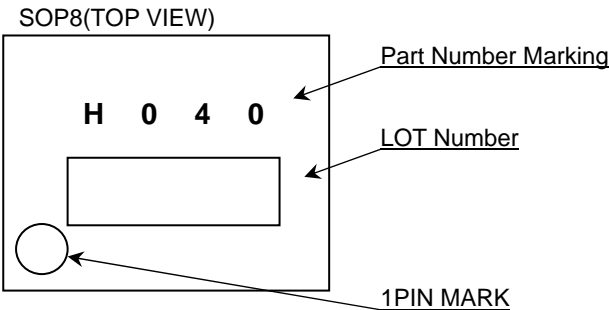 SOP8(TOP VIEW)
Part Number Marking
H 0 4 0
LOT Number
1PIN MARK